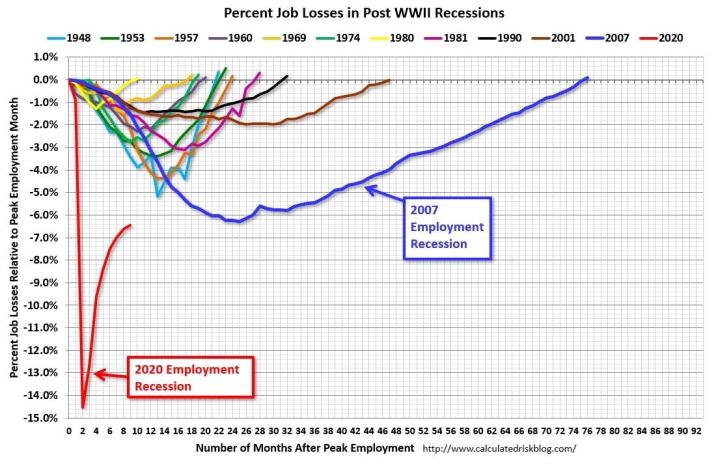 Percent Job Losses in Post WWII Recessions
1948 1953 1957 1960 1969 1974 1980 1981 1990 2001 2007 2020
Percent Job Losses Relative to Peak Employment Month
1.0%
0.0%
-1.0%
-2.0%
-3.0%
-4.0%
-5.0%
-6.0%
-7.0%
-8.0%
-9.0%
-10.0%
-11.0%
-12.0%
-13.0%
-14.0%
-15.0%
2007
Employment
Recession
2020 Employment
Recession
0 2 4 6 8 10 12 14 16 18 20 22 24 26 28 30 32 34 36 38 40 42 44 46 48 50 52 54 56 58 60 62 64 66 68 70 72 74 76 78 80 82 84 86 88 90 92
Number of Months After Peak Employment http://www.calculatedriskblog.com/